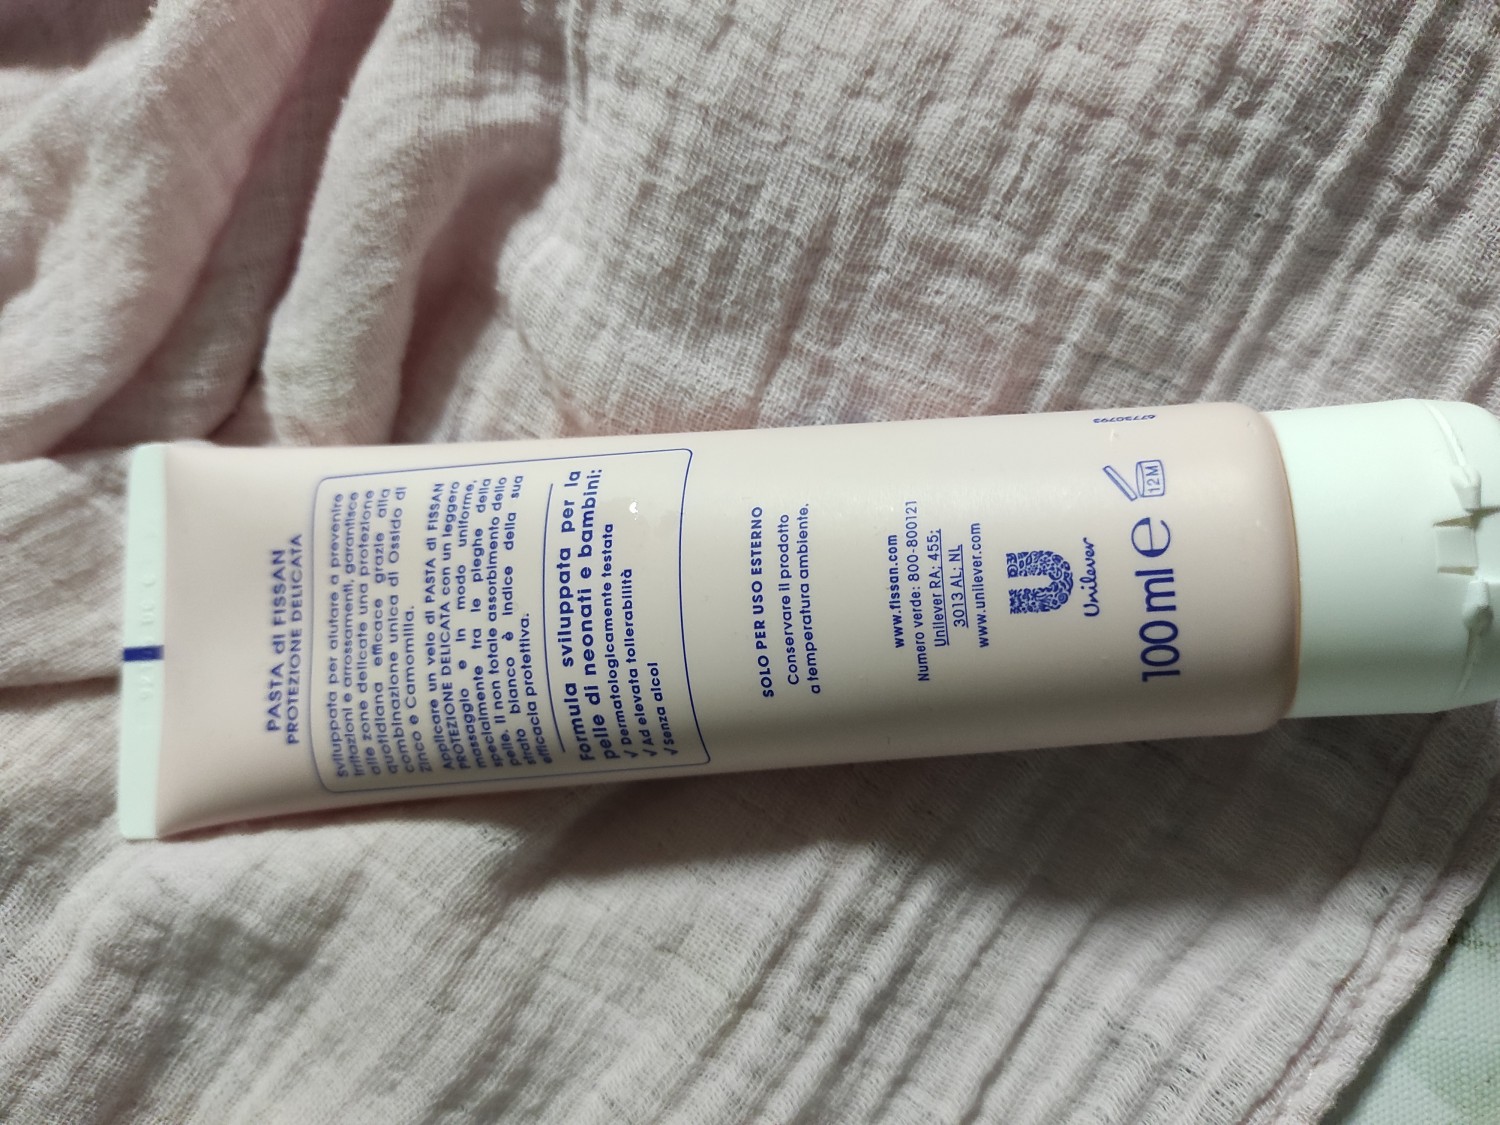 PASTA di FISSAN
PROTEZIONE DELICATA
Sviluppata per aiutare a prevenire
irritazioni e arrossamenti, garantisce
alle zone delicate una protezione
quotidiana efficace grazie alla
combinazione unica di Ossido di
zinco e Camomilla.
Applicare un velo di PASTA di FISSAN
PROTEZIONE DELICATA con un leggero
massaggio e in modo uniforme,
specialmente tra le pieghe della
pelle. Il non totale assorbimento dello
strato bianco è indice della sua
efficacia protettiva.
Formula sviluppata per la
pelle di neonati e bambini:
√ Dermatologicamente testata
√ Ad elevata tollerabilità
√ Senza alcol
SOLO PER USO ESTERNO
Conservare il prodotto
a temperatura ambiente.
www.fissan.com
Numero verde: 800-800121
Unilever RA; 455;
3013 AL; NL
www.unilever.com
Unilever
100 ml e
12M
67730792